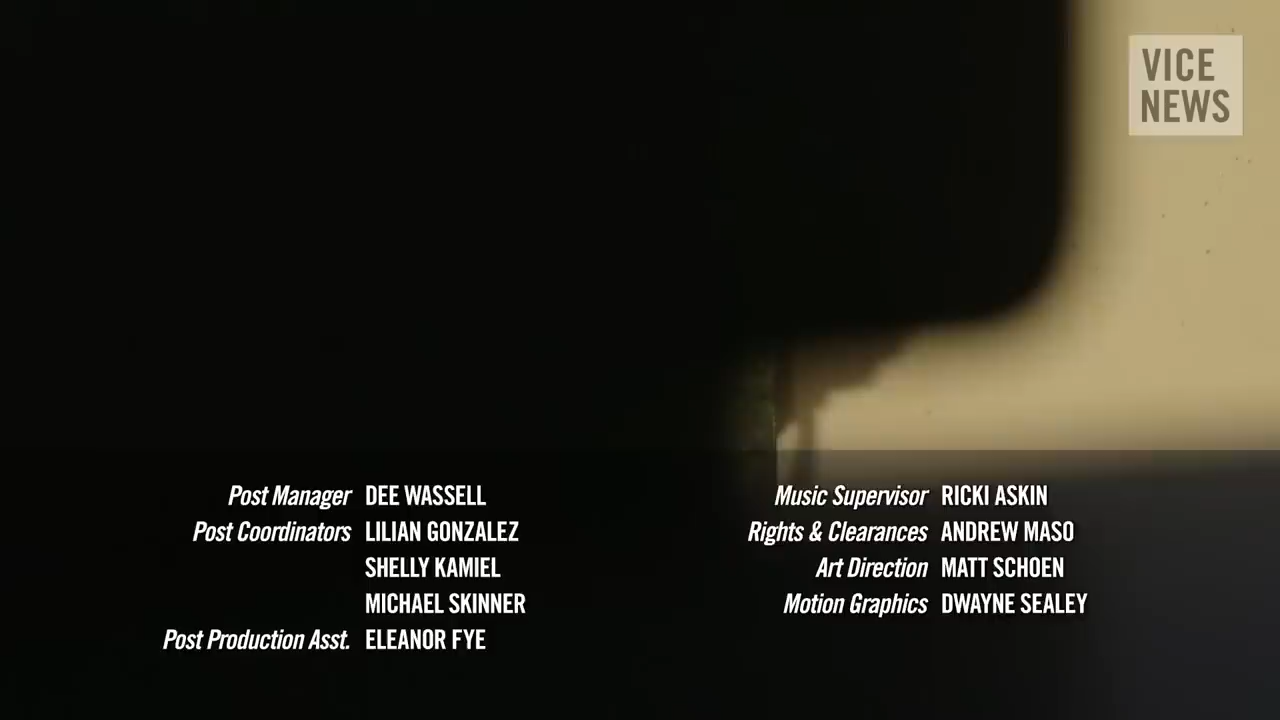 VICE
NEWS
Post Manager DEE WASSELL
Post Coordinators LILIAN GONZALEZ
SHELLY KAMIEL
MICHAEL SKINNER
Post Production Asst. ELEANOR FYE
Music Supervisor RICKI ASKIN
Rights & Clearances ANDREW MASO
Art Direction MATT SCHOEN
Motion Graphics DWAYNE SEALEY